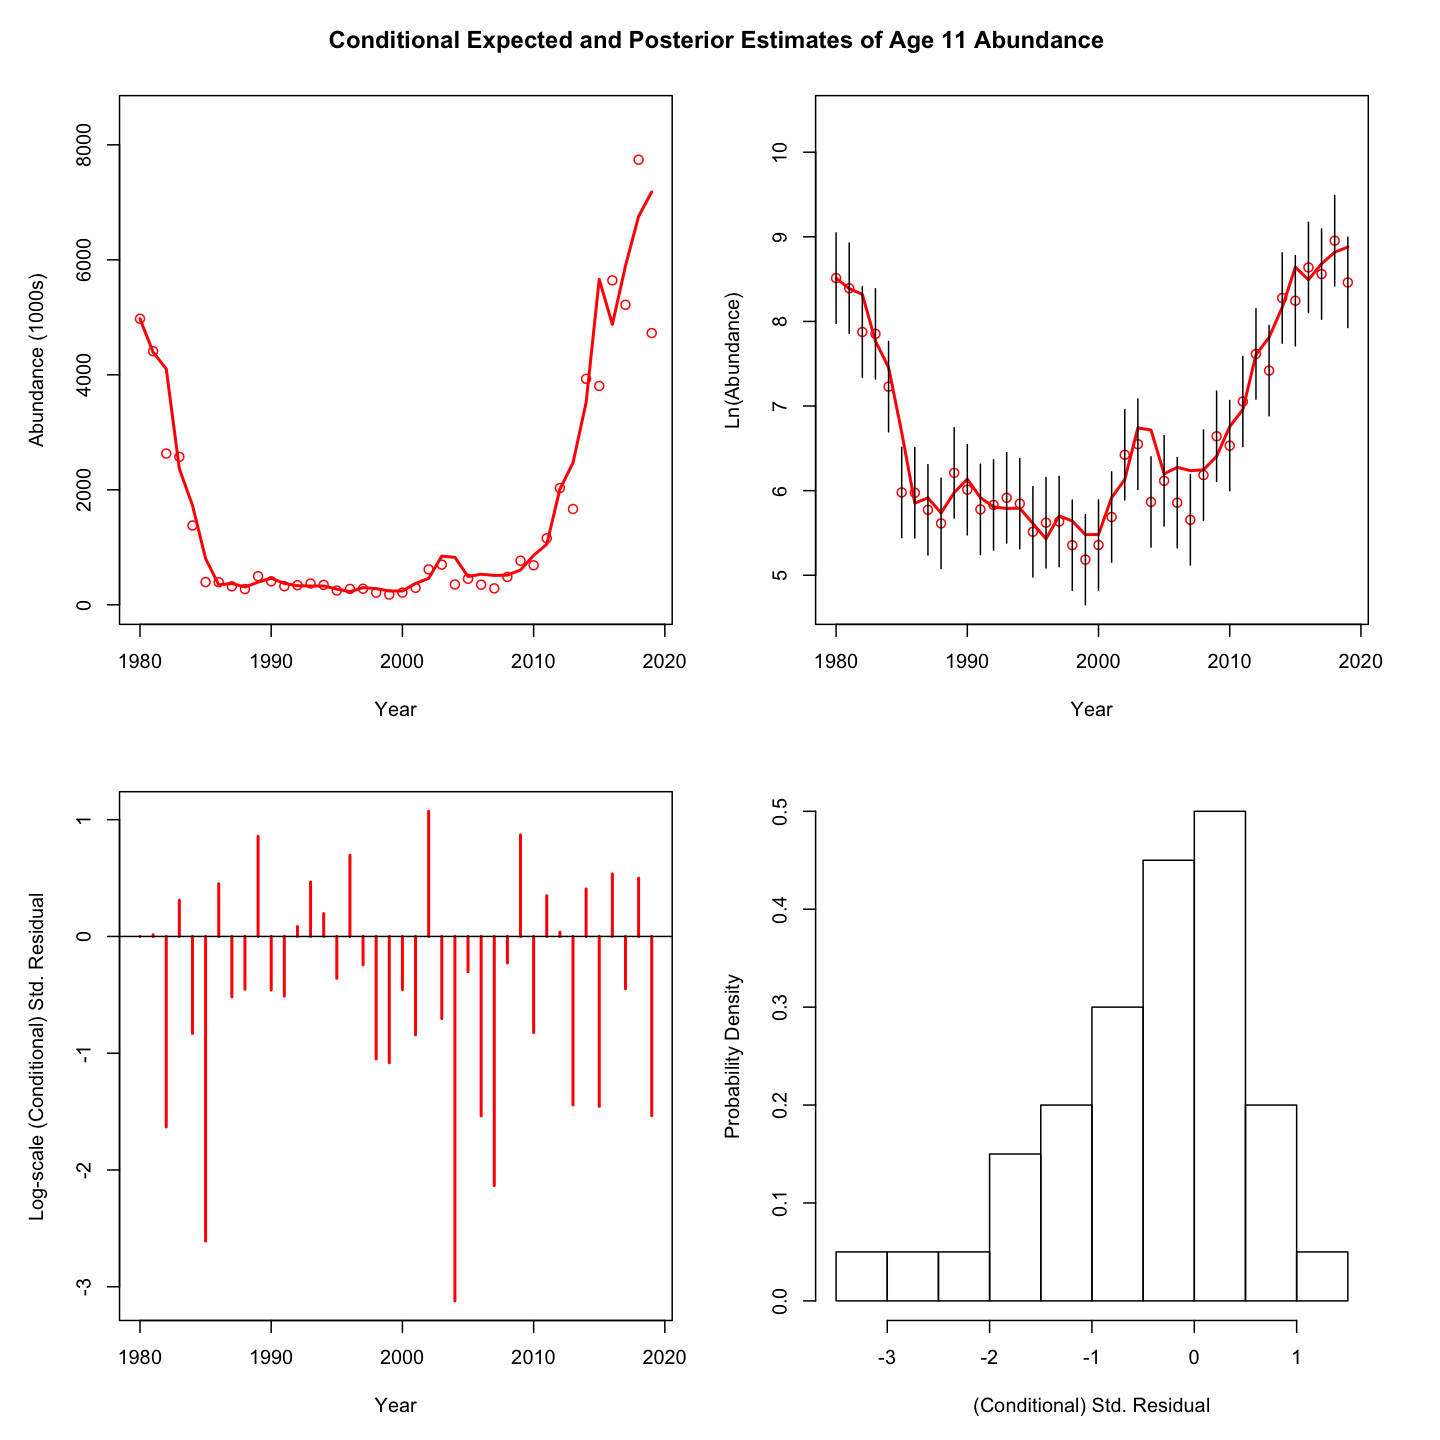 Conditional Expected and Posterior Estimates of Age 11 Abundance
Abundance (1000s)
8000
6000
4000
2000
0
1980 1990 2000 2010 2020
Year
Ln(Abundance)
10
9
8
7
6
5
1980 1990 2000 2010 2020
Year
Log-scale (Conditional) Std. Residual
1
0
-1
-2
-3
1980 1990 2000 2010 2020
Year
Probability Density
0.5
0.4
0.3
0.2
0.1
0.0
-3 -2 -1 0 1
(Conditional) Std. Residual